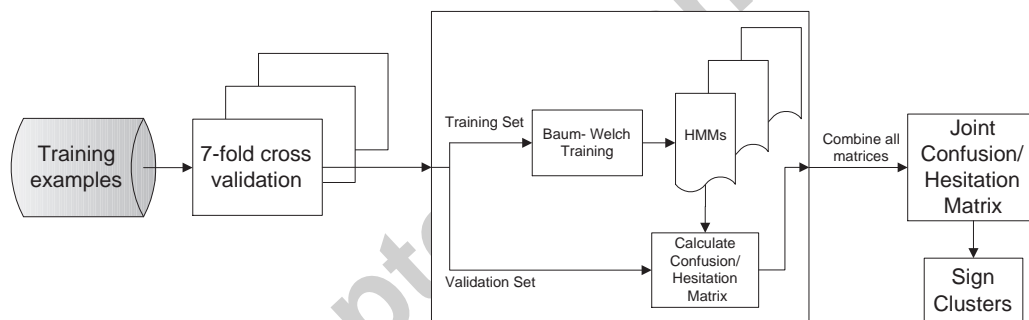 Training
examples
7-fold cross
validation
Training Set
Baum- Welch
Training
HMMs
Validation Set
Calculate
Confusion/
Hesitation
Matrix
Combine all
matrices
Joint
Confusion/
Hesitation
Matrix
Sign
Clusters